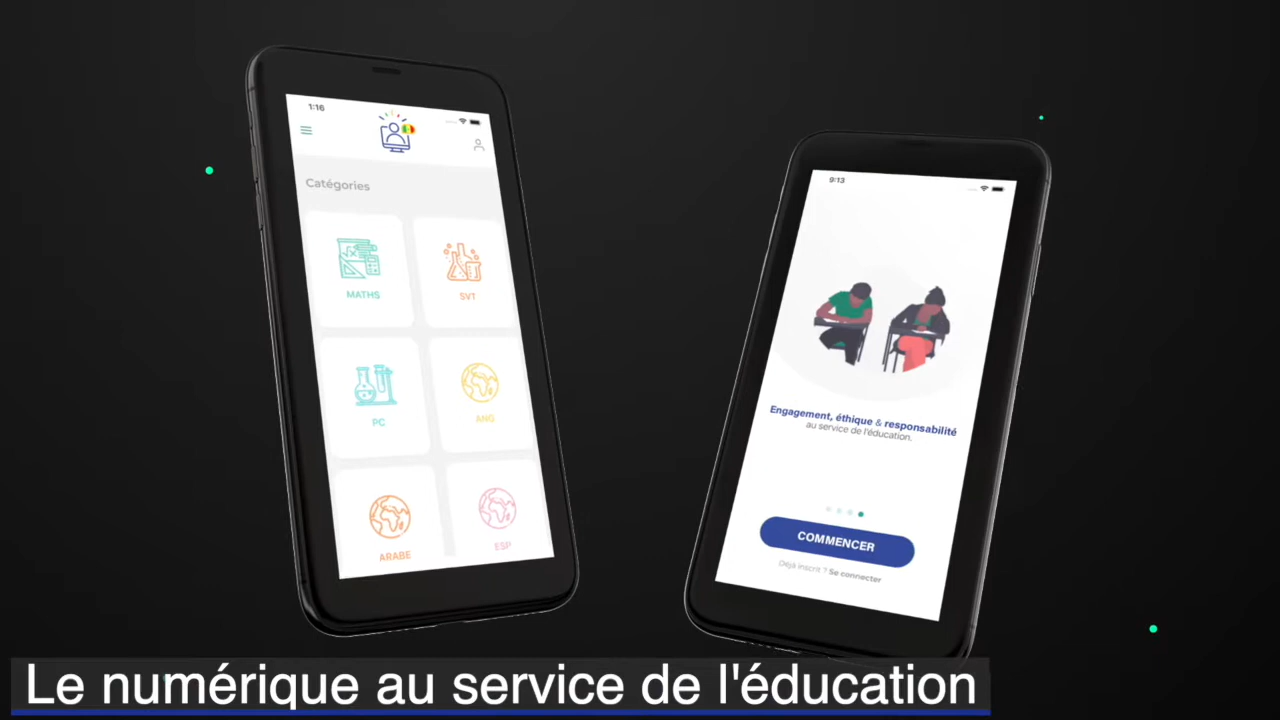 1:16
Catégories
MATHS
SVT
PC
ANG
ARABE
ESP
9:13
Engagement, éthique & responsabilité
au service de l'éducation.
COMMENCER
Déjà inscrit ? Se connecter
Le numérique au service de l'éducation